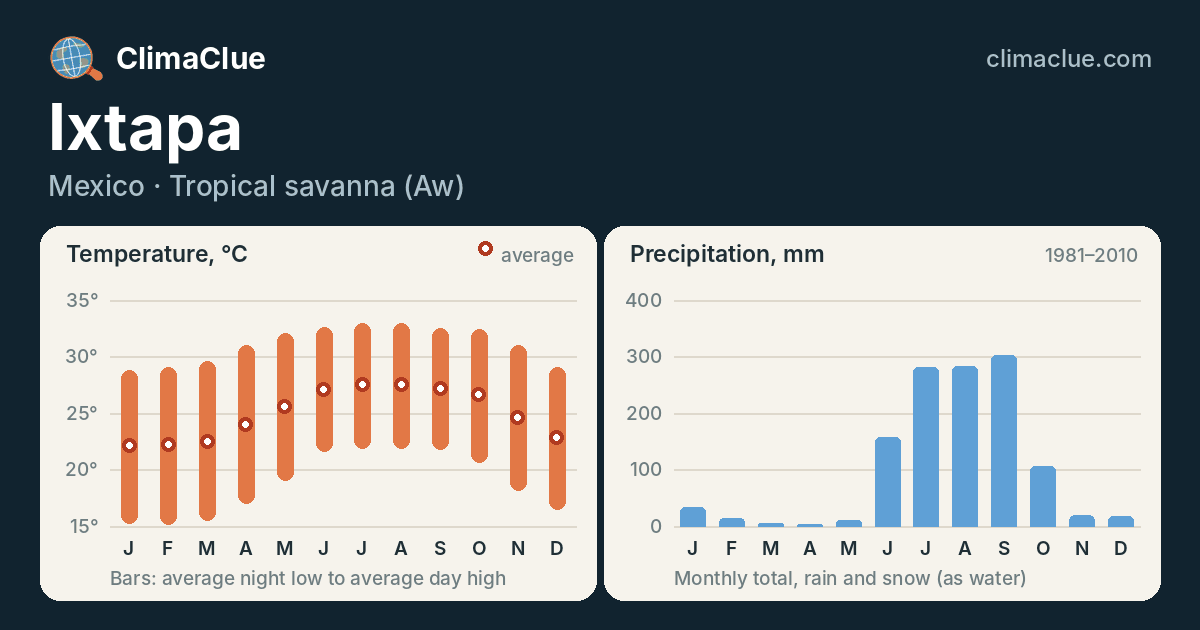 ClimaClue
climaclue.com
Ixtapa
Mexico · Tropical savanna (Aw)
Temperature, °C
average
35°
30°
25°
20°
15°
J F M A M J J A S O N D
Bars: average night low to average day high
Precipitation, mm
1981–2010
400
300
200
100
0
J F M A M J J A S O N D
Monthly total, rain and snow (as water)